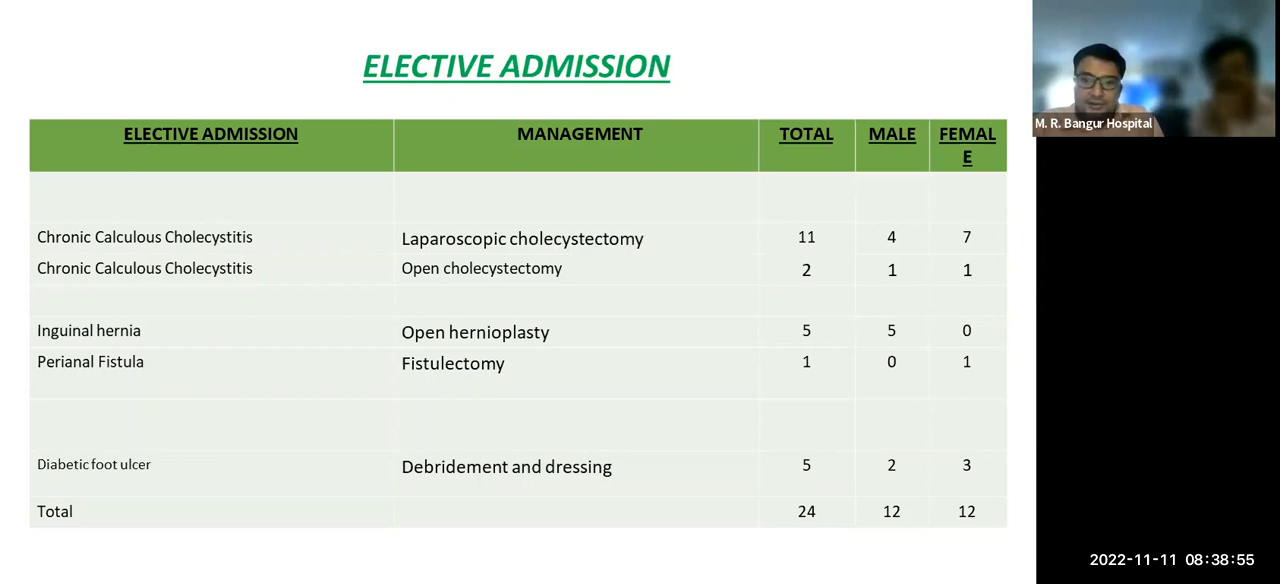 ELECTIVE ADMISSION
ELECTIVE ADMISSION MANAGEMENT TOTAL MALE FEMAL
E
Chronic Calculous Cholecystitis Laparoscopic cholecystectomy 11 4 7
Chronic Calculous Cholecystitis Open cholecystectomy 2 1 1
Inguinal hernia Open hernioplasty 5 5 0
Perianal Fistula Fistulectomy 1 0 1
Diabetic foot ulcer Debridement and dressing 5 2 3
Total 24 12 12
M. R. Bangur Hospital
2022-11-11 08:38:55